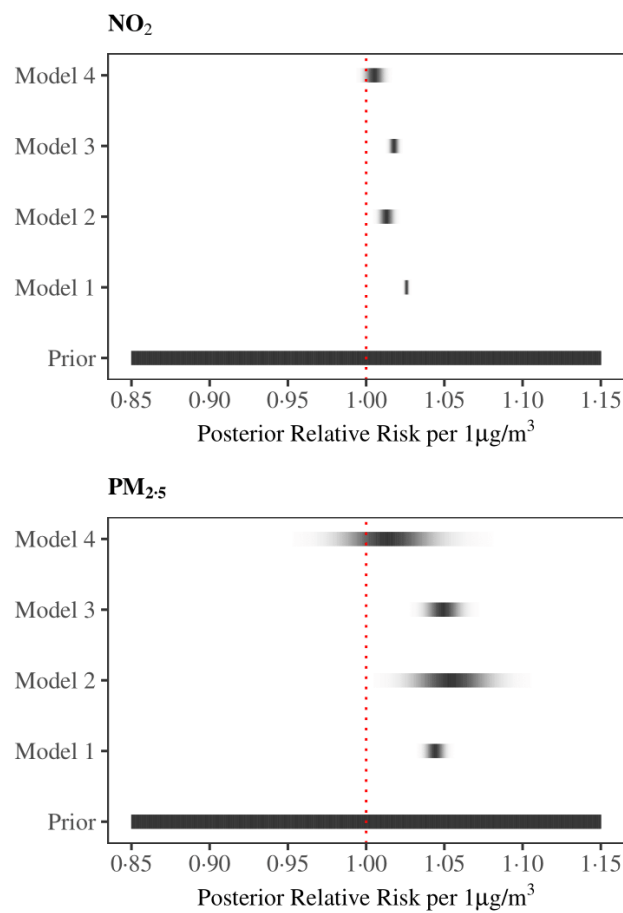 NO₂
Model 4
Model 3
Model 2
Model 1
Prior
0·85 0·90 0·95 1·00 1·05 1·10 1·15
Posterior Relative Risk per 1μg/m³
PM₂·₅
Model 4
Model 3
Model 2
Model 1
Prior
0·85 0·90 0·95 1·00 1·05 1·10 1·15
Posterior Relative Risk per 1μg/m³